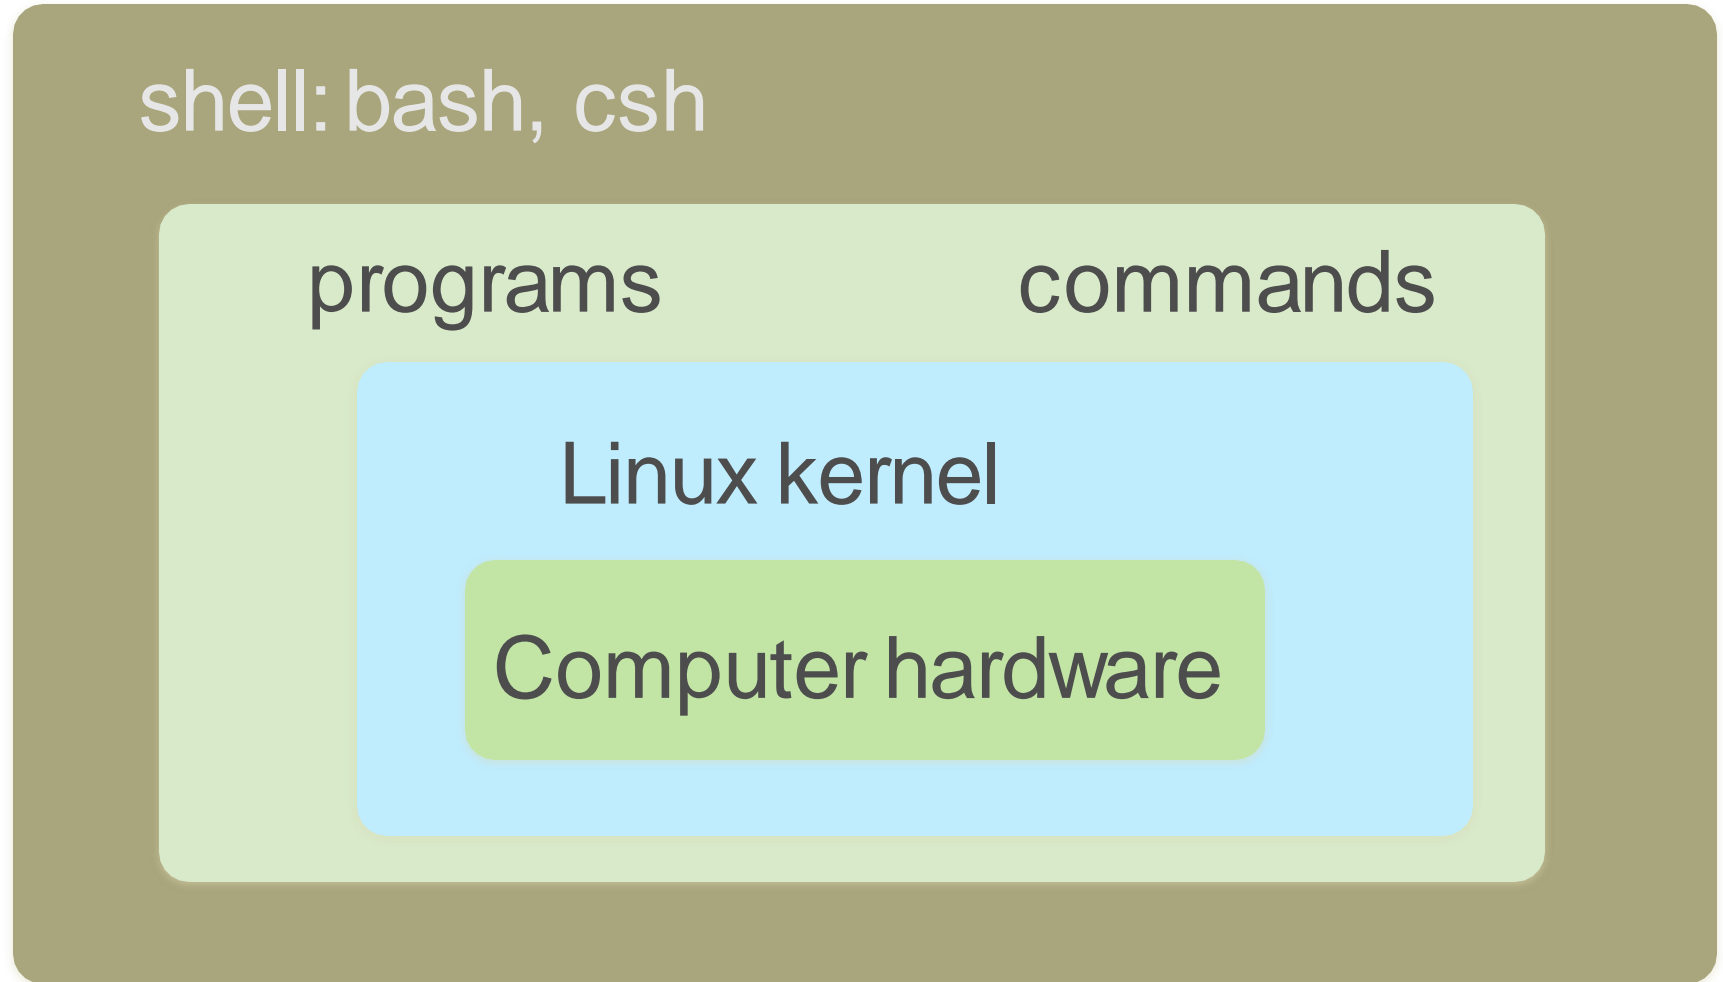 shell: bash, csh
programs commands
Linux kernel
Computer hardware